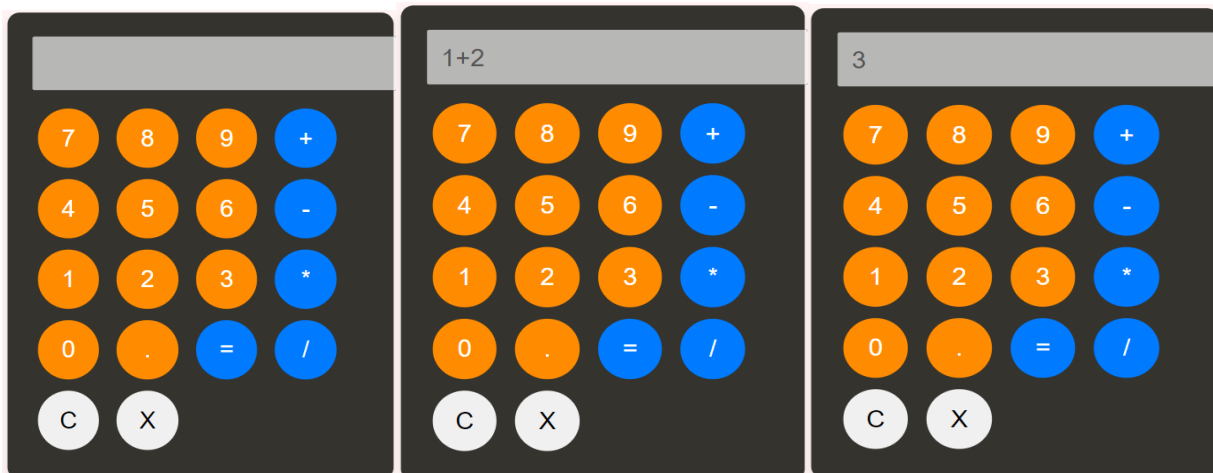 7 8 9 +
4 5 6 -
1 2 3 *
0 . = /
C X
1+2
7 8 9 +
4 5 6 -
1 2 3 *
0 . = /
C X
3
7 8 9 +
4 5 6 -
1 2 3 *
0 . = /
C X